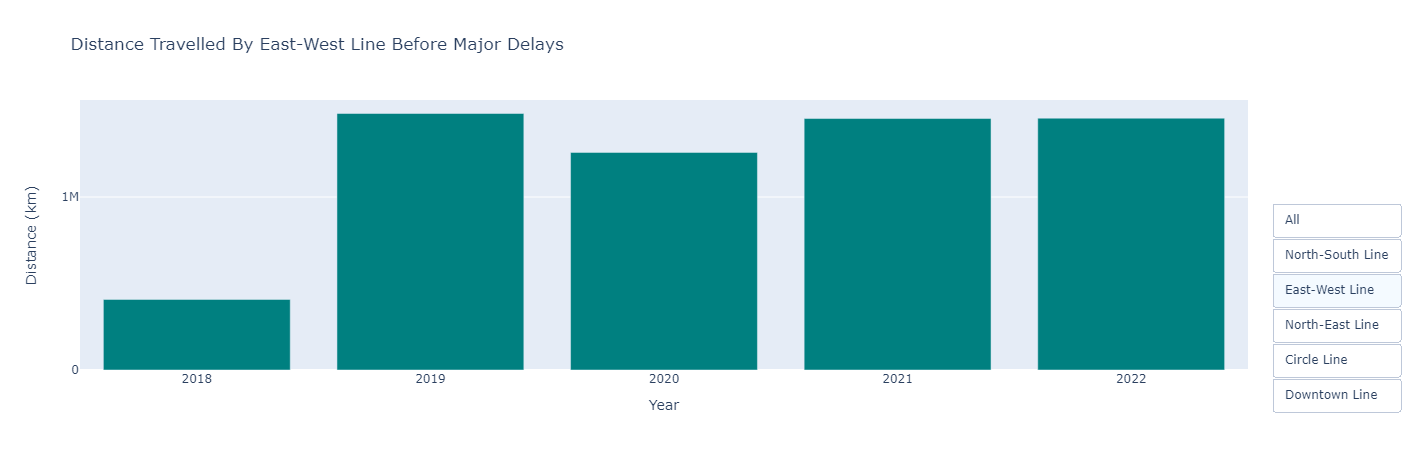 Distance Travelled By East-West Line Before Major Delays
Distance (km)
1M
0
2018
2019
2020
2021
2022
Year
All
North-South Line
East-West Line
North-East Line
Circle Line
Downtown Line